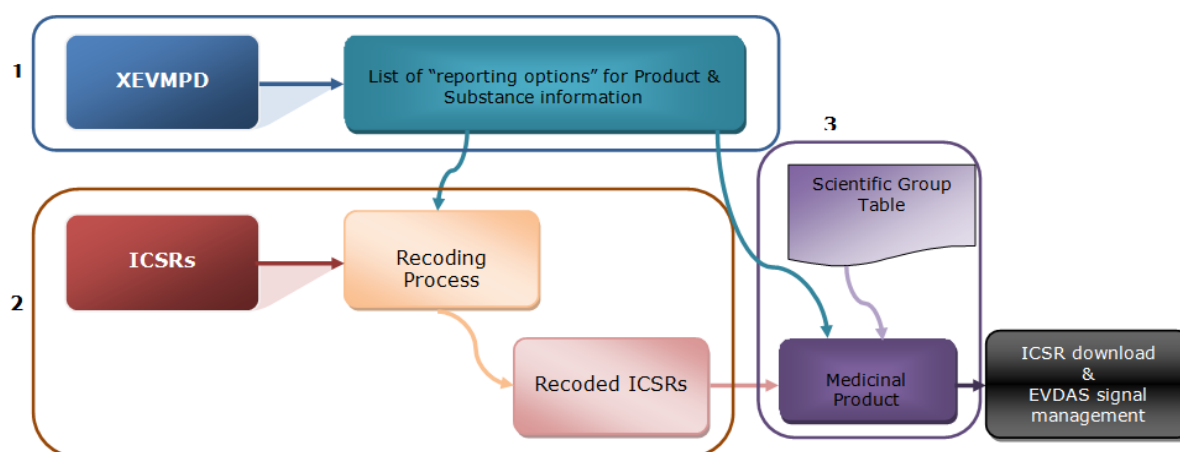 1
XEVMPD
List of “reporting options” for Product &
Substance information
3
Scientific Group
Table
2
ICSRs
Recoding
Process
Recoded ICSRs
Medicinal
Product
ICSR download
&
EVDAS signal
management